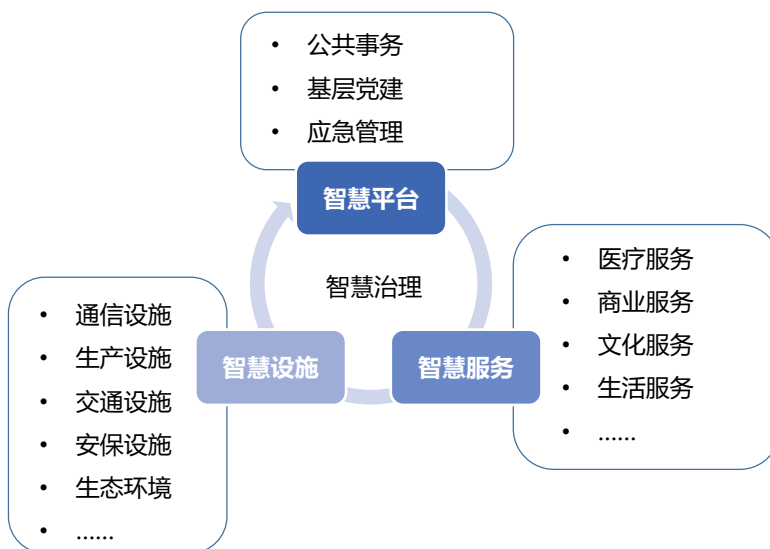 • 公共事务
• 基层党建
• 应急管理
智慧平台
智慧治理
• 医疗服务
• 商业服务
• 文化服务
• 生活服务
• ……
智慧服务
智慧设施
• 通信设施
• 生产设施
• 交通设施
• 安保设施
• 生态环境
• ……